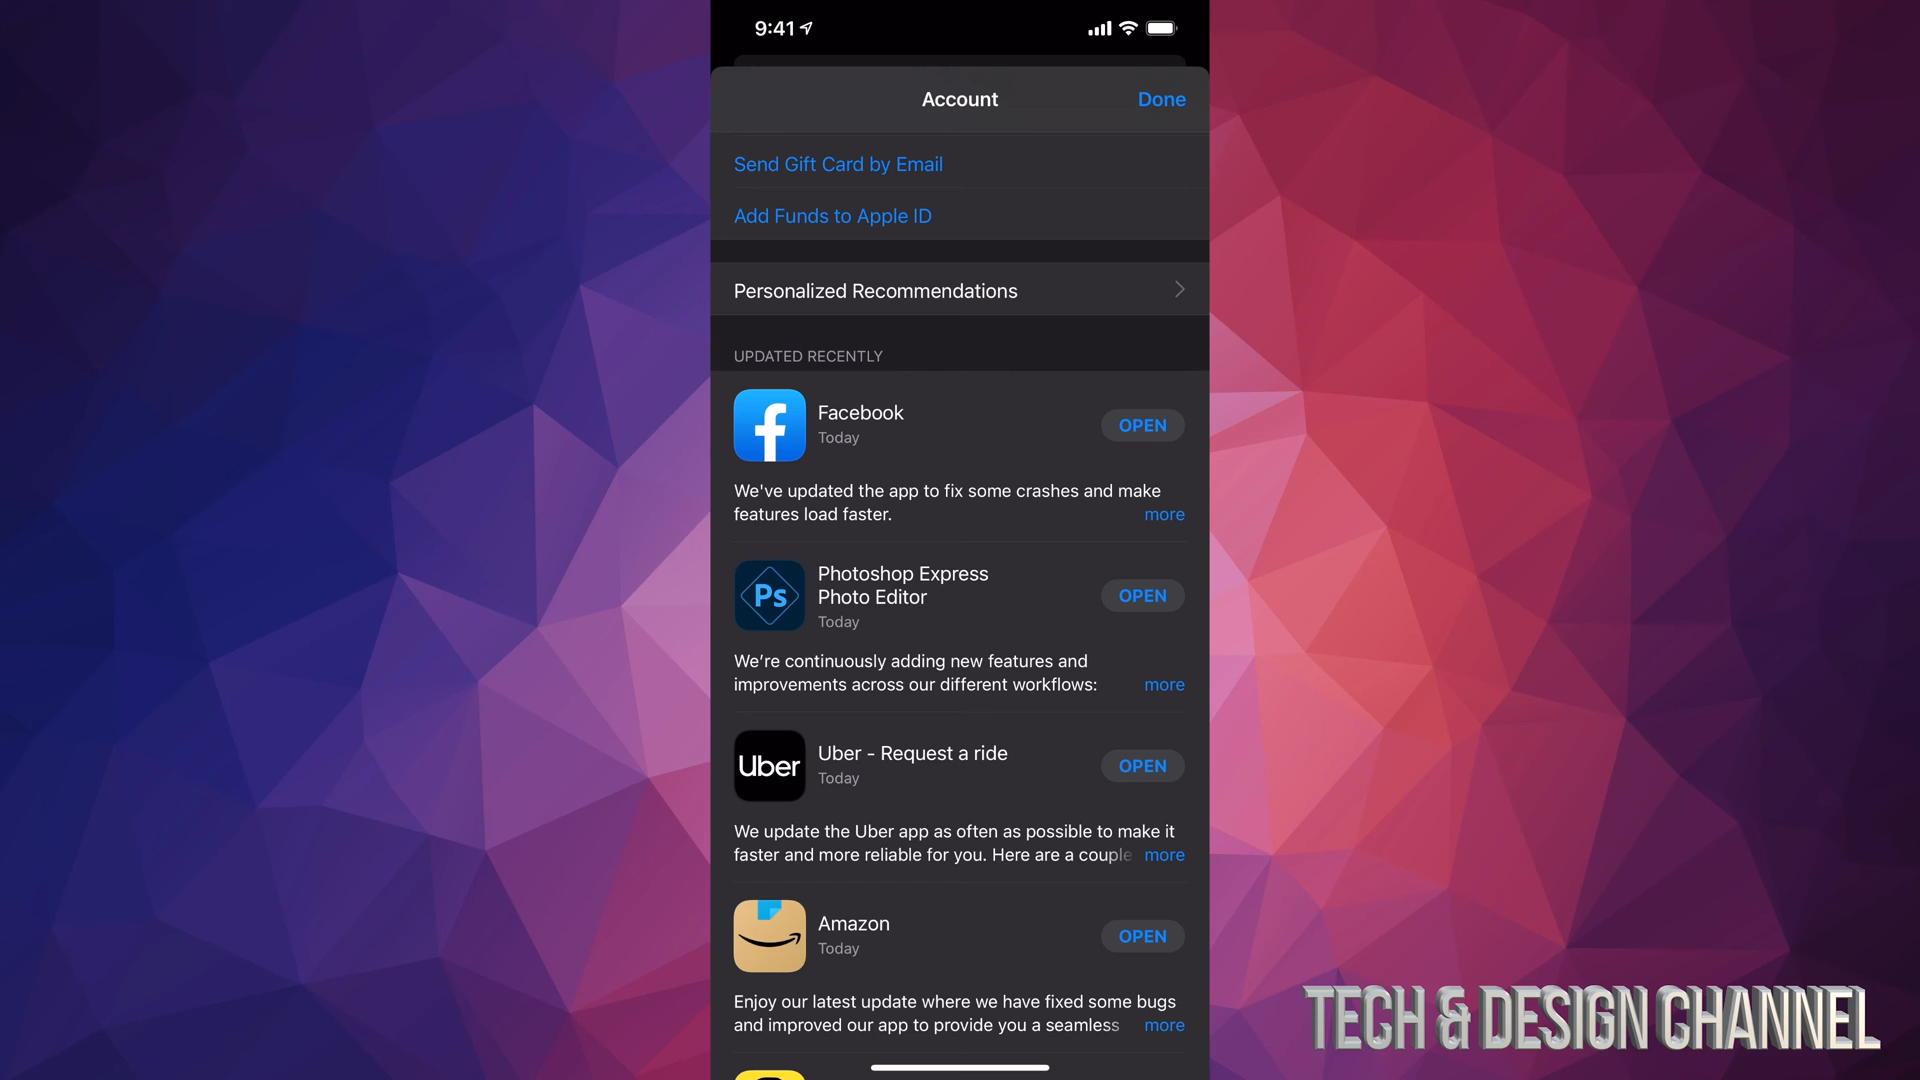 9:41
Account
Done
Send Gift Card by Email
Add Funds to Apple ID
Personalized Recommendations
UPDATED RECENTLY
Facebook
Today
OPEN
We've updated the app to fix some crashes and make
features load faster.
more
Ps
Photoshop Express
Photo Editor
Today
OPEN
We’re continuously adding new features and
improvements across our different workflows:
more
Uber
Uber - Request a ride
Today
OPEN
We update the Uber app as often as possible to make it
faster and more reliable for you. Here are a couple
more
Amazon
Today
OPEN
Enjoy our latest update where we have fixed some bugs
and improved our app to provide you a seamless
more
TECH & DESIGN CHANNEL